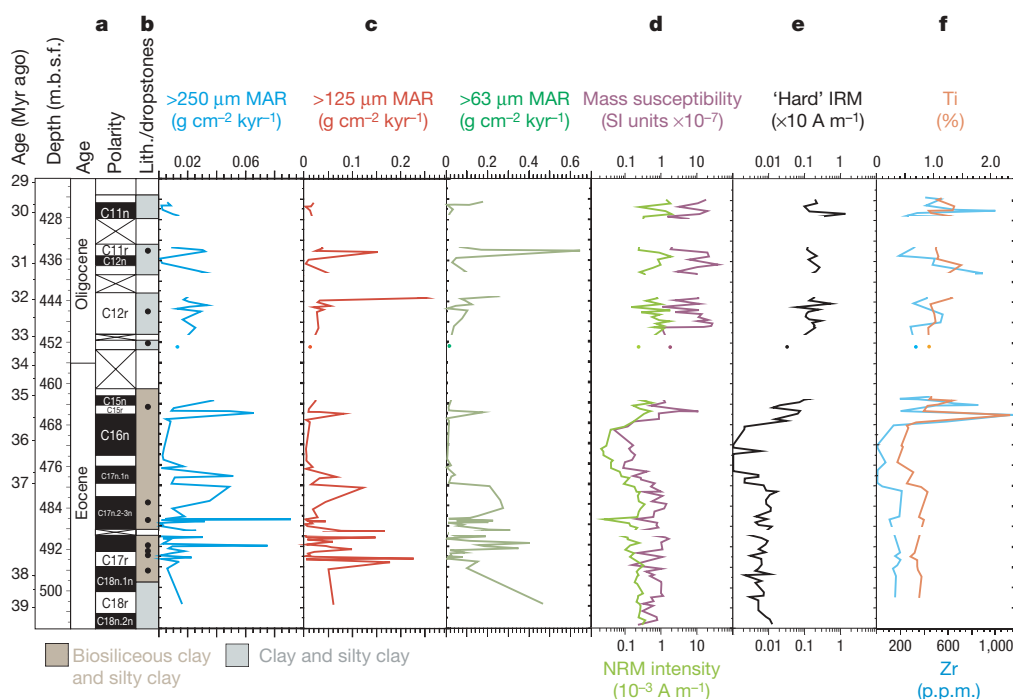 a b c d e f
Age (Myr ago)
Depth (m.b.s.f.)
Age
Polarity
Lith./dropstones
>250 μm MAR
(g cm⁻² kyr⁻¹)
>125 μm MAR
(g cm⁻² kyr⁻¹)
>63 μm MAR
(g cm⁻² kyr⁻¹)
Mass susceptibility
(SI units ×10⁻⁷)
'Hard' IRM
(×10 A m⁻¹)
Ti
(%)
0.02 0.06
0 0.1 0.2
0 0.2 0.4 0.6
0.1 1 10
0.01 0.1 1
0 1.0 2.0
29
30
31
32
33
34
35
36
37
38
39
428
436
444
452
460
468
476
484
492
500
Oligocene
Eocene
C11n
C11r
C12n
C12r
C15n
C15r
C16n
C17n.1n
C17n.2-3n
C17r
C18n.1n
C18r
C18n.2n
0.1 1 10
0.01 0.1 1
200 600 1,000
Biosiliceous clay
and silty clay
Clay and silty clay
NRM intensity
(10⁻³ A m⁻¹)
Zr
(p.p.m.)